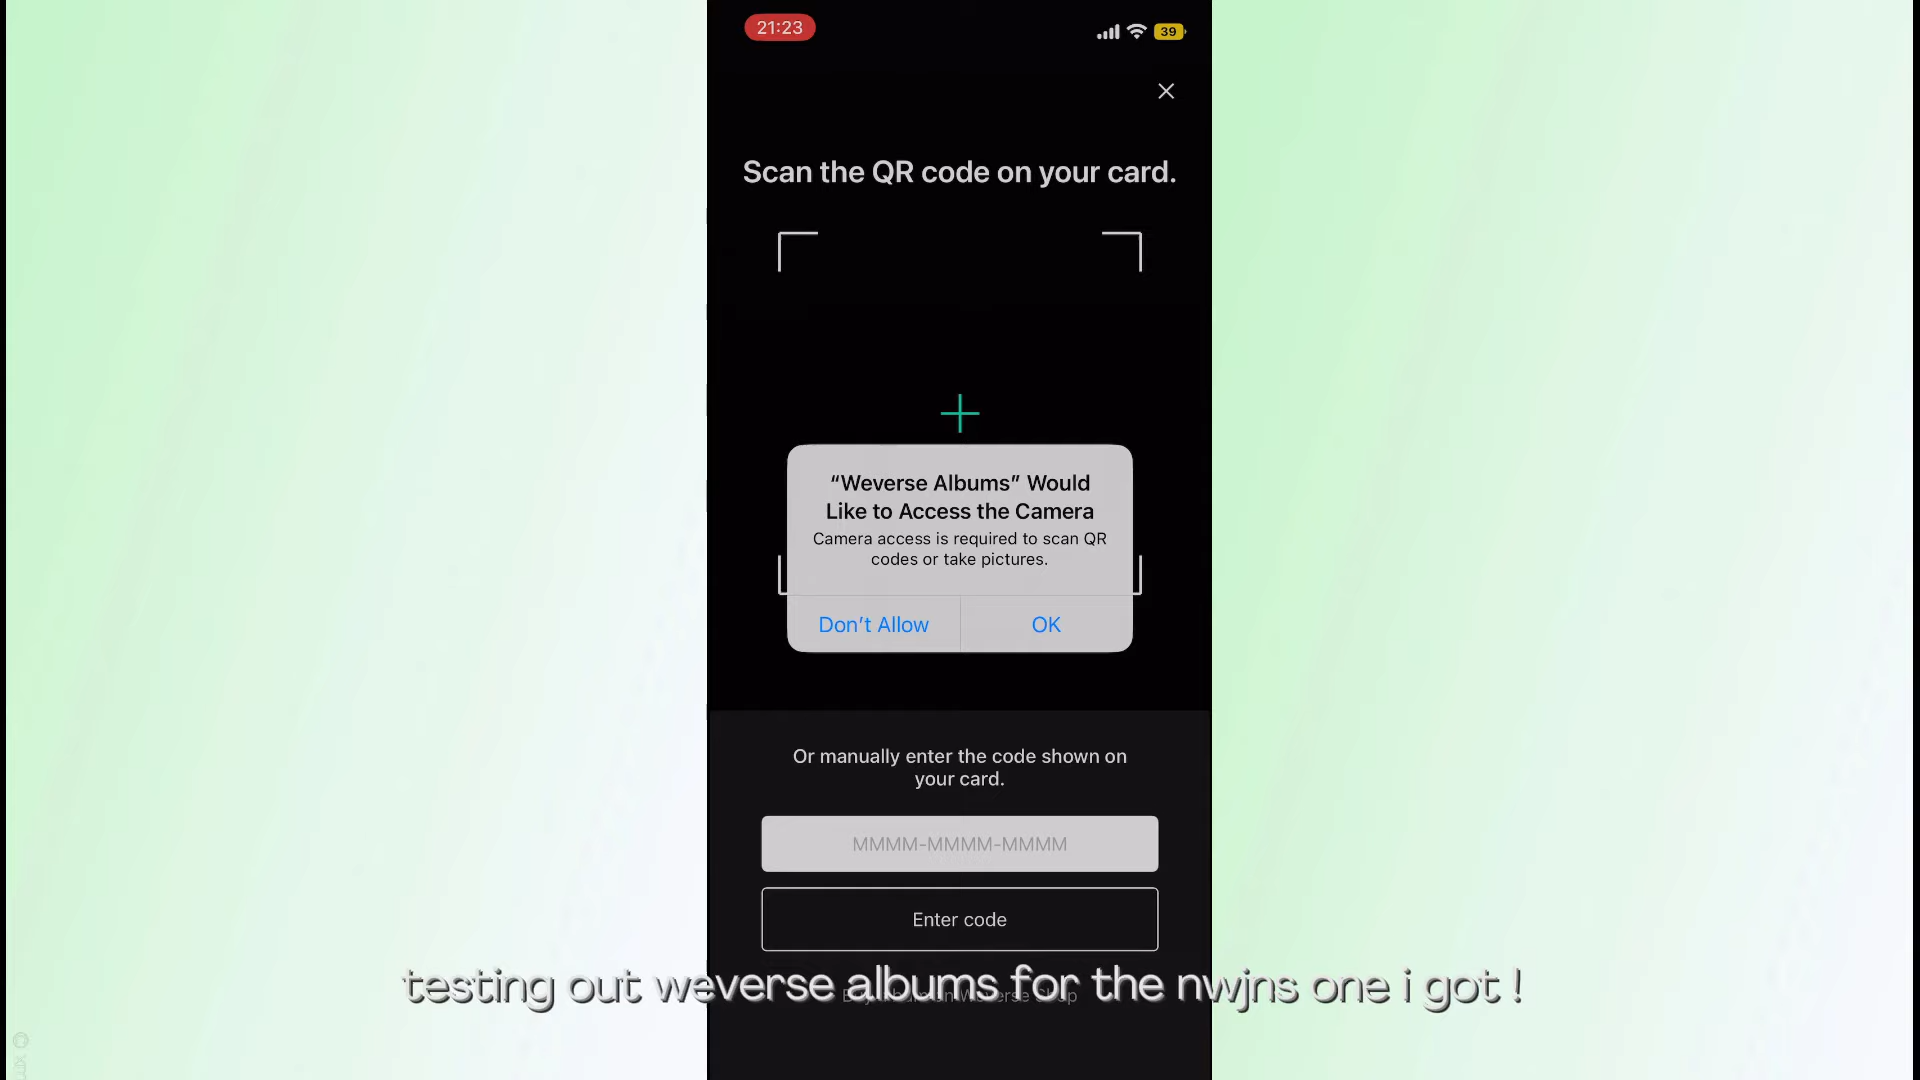 21:23
39
Scan the QR code on your card.
“Weverse Albums” Would
Like to Access the Camera
Camera access is required to scan QR
codes or take pictures.
Don’t Allow
OK
Or manually enter the code shown on
your card.
MMMM-MMMM-MMMM
Enter code
testing out weverse albums for the nwjns one i got !